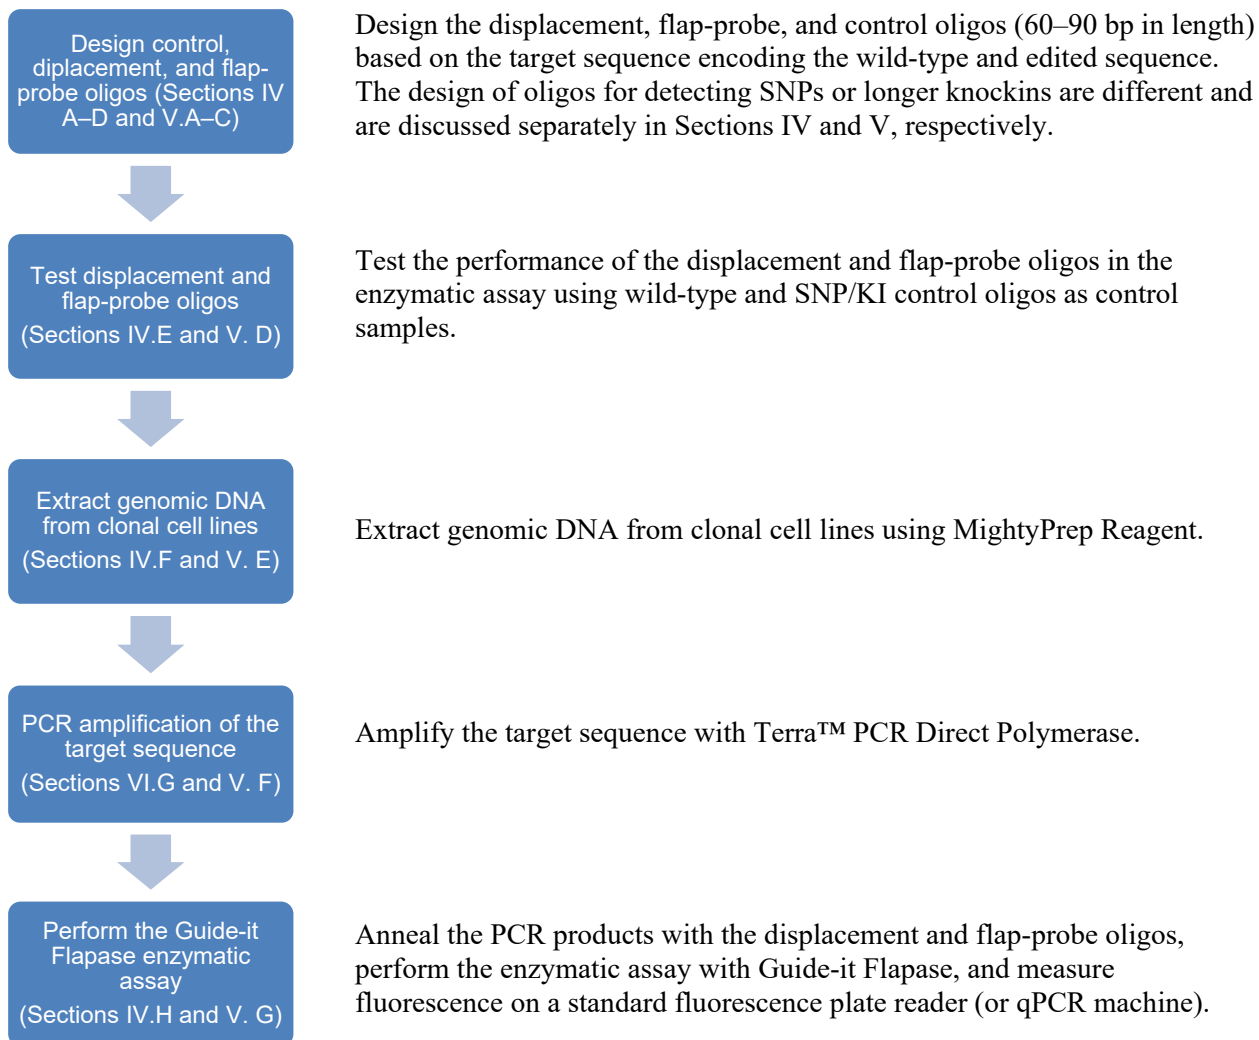 Design control,
diplacement, and flap-
probe oligos (Sections IV
A–D and V.A–C)
Design the displacement, flap-probe, and control oligos (60–90 bp in length)
based on the target sequence encoding the wild-type and edited sequence.
The design of oligos for detecting SNPs or longer knockins are different and
are discussed separately in Sections IV and V, respectively.
Test displacement and
flap-probe oligos
(Sections IV.E and V. D)
Test the performance of the displacement and flap-probe oligos in the
enzymatic assay using wild-type and SNP/KI control oligos as control
samples.
Extract genomic DNA
from clonal cell lines
(Sections IV.F and V. E)
Extract genomic DNA from clonal cell lines using MightyPrep Reagent.
PCR amplification of the
target sequence
(Sections VI.G and V. F)
Amplify the target sequence with Terra™ PCR Direct Polymerase.
Perform the Guide-it
Flapase enzymatic
assay
(Sections IV.H and V. G)
Anneal the PCR products with the displacement and flap-probe oligos,
perform the enzymatic assay with Guide-it Flapase, and measure
fluorescence on a standard fluorescence plate reader (or qPCR machine).